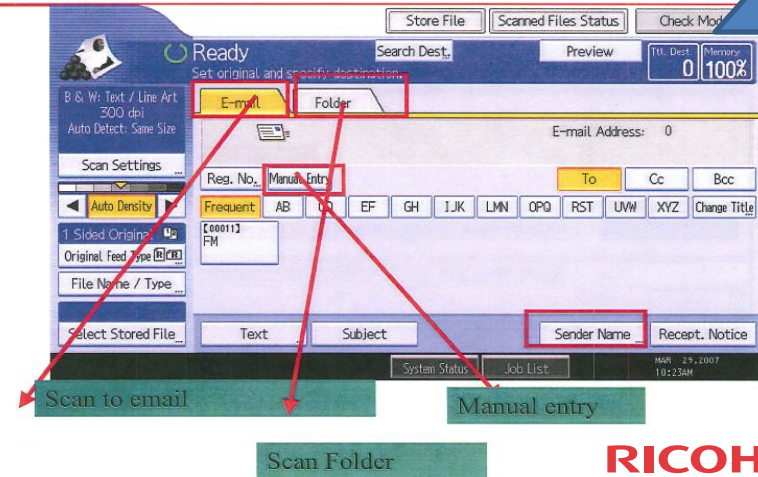 Store File Scanned Files Status Check Mod
Ready Search Dest. Preview Ttl. Dest. Memory
0 100%
Set original and specify destination.
B & W: Text / Line Art
300 dpi
Auto Detect: Same Size
E-mail Folder
E-mail Address: 0
Scan Settings
Reg. No. Manual Entry To Cc Bcc
Auto Density
Frequent AB CD EF GH IJK LMN OPQ RST UVW XYZ Change Title
1 Sided Original
[00011]
FM
Original Feed Type
File Name / Type
Select Stored File Text Subject Sender Name Recept. Notice
System Status Job List MAR 29.2007
10:23AM
Scan to email Manual entry
Scan Folder
RICOH